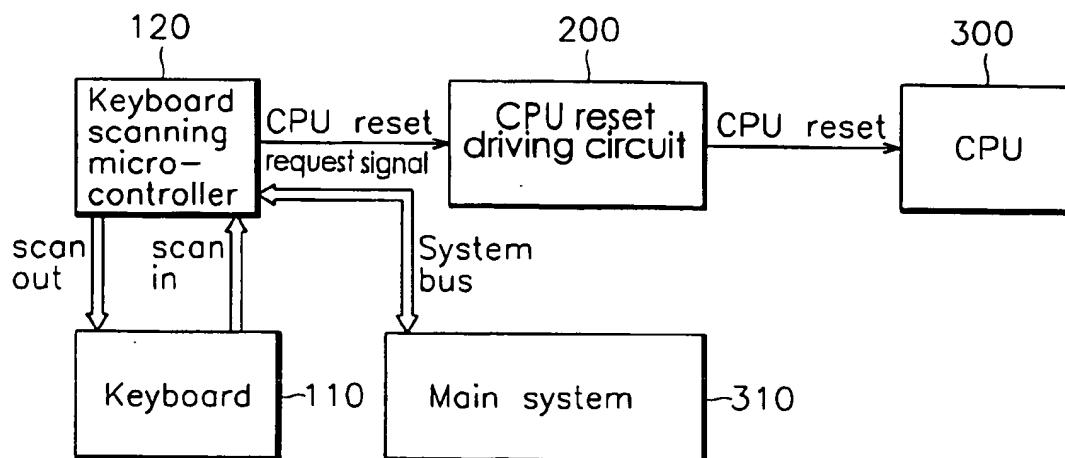 120
200
300
Keyboard
scanning
micro-
controller
CPU reset
request signal
CPU reset
driving circuit
CPU reset
CPU
scan
out
scan
in
System
bus
Keyboard
110
Main system
310